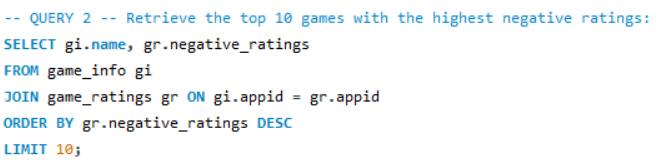 -- QUERY 2 -- Retrieve the top 10 games with the highest negative ratings:
SELECT gi.name, gr.negative_ratings
FROM game_info gi
JOIN game_ratings gr ON gi.appid = gr.appid
ORDER BY gr.negative_ratings DESC
LIMIT 10;